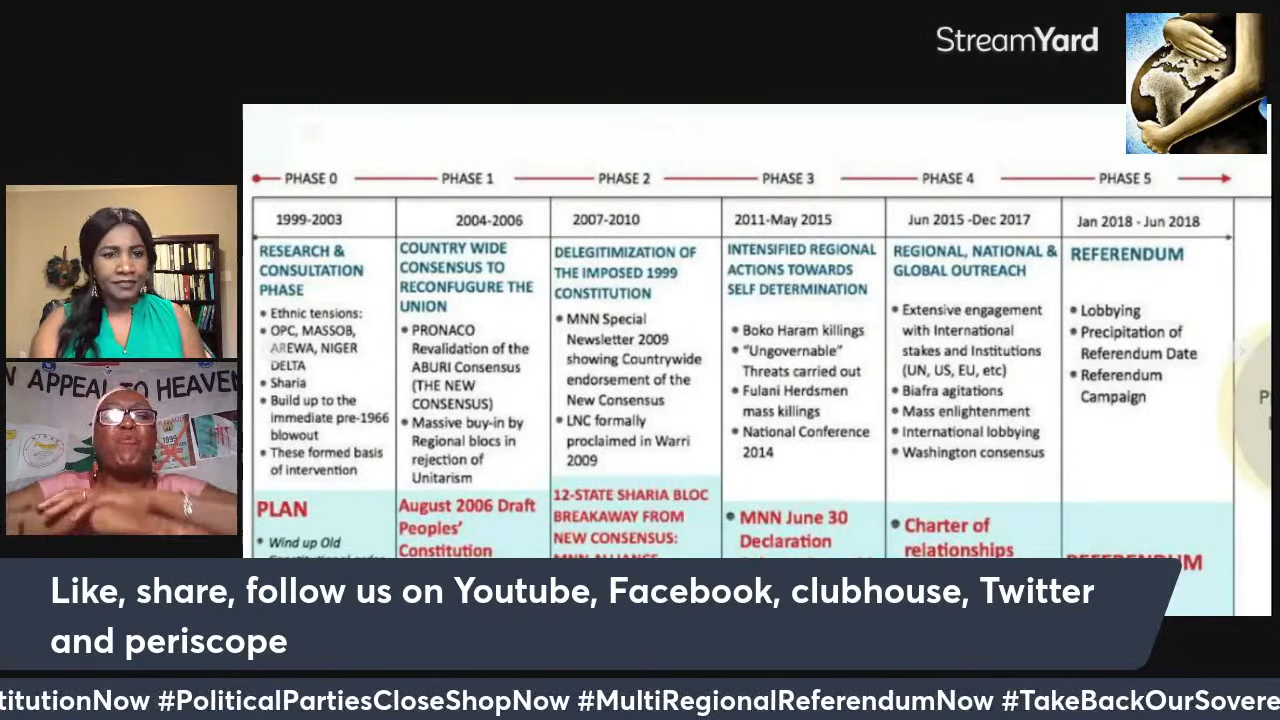 StreamYard
PHASE 0
PHASE 1
PHASE 2
PHASE 3
PHASE 4
PHASE 5
1999-2003
2004-2006
2007-2010
2011-May 2015
Jun 2015 -Dec 2017
Jan 2018 - Jun 2018
RESEARCH &
CONSULTATION
PHASE
• Ethnic tensions:
• OPC, MASSOB,
AREWA, NIGER
DELTA
• Sharia
• Build up to the
immediate pre-1966
blowout
• These formed basis
of intervention
PLAN
• Wind up Old
COUNTRY WIDE
CONSENSUS TO
RECONFUGURE THE
UNION
• PRONACO
Revalidation of the
ABURI Consensus
(THE NEW
CONSENSUS)
• Massive buy-in by
Regional blocs in
rejection of
Unitarism
August 2006 Draft
Peoples'
Constitution
DELEGITIMIZATION OF
THE IMPOSED 1999
CONSTITUTION
• MNN Special
Newsletter 2009
showing Countrywide
endorsement of the
New Consensus
• LNC formally
proclaimed in Warri
2009
12-STATE SHARIA BLOC
BREAKAWAY FROM
NEW CONSENSUS:
MNN ALLIANCE
INTENSIFIED REGIONAL
ACTIONS TOWARDS
SELF DETERMINATION
• Boko Haram killings
• "Ungovernable"
Threats carried out
• Fulani Herdsmen
mass killings
• National Conference
2014
• MNN June 30
Declaration
REGIONAL, NATIONAL &
GLOBAL OUTREACH
• Extensive engagement
with International
stakes and Institutions
(UN, US, EU, etc)
• Biafra agitations
• Mass enlightenment
• International lobbying
• Washington consensus
• Charter of
relationships
REFERENDUM
• Lobbying
• Precipitation of
Referendum Date
• Referendum
Campaign
REFERENDUM
N APPEAL TO HEAVEN
Like, share, follow us on Youtube, Facebook, clubhouse, Twitter
and periscope
titutionNow #PoliticalPartiesCloseShopNow #MultiRegionalReferendumNow #TakeBackOurSovere